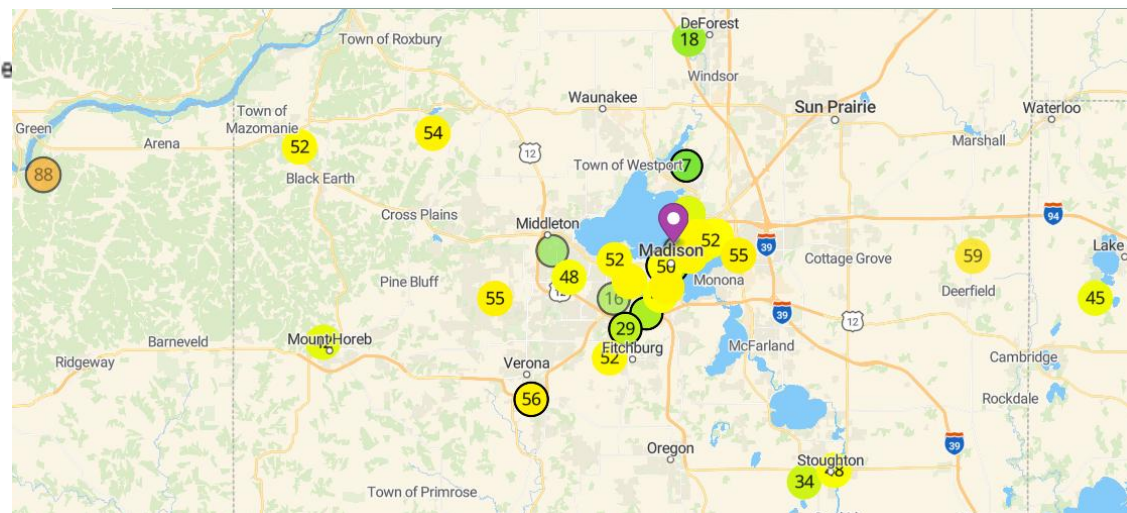 DeForest
18
Town of Roxbury
e
Windsor
Waunakee
Sun Prairie
Waterloo
Town of
Mazomanie
Green
54
Arena
52
12
Marshall
Town of Westport
7
88
Black Earth
Cross Plains
Middleton
94
52
52
Madison
39
55
Lake
50
Cottage Grove
59
48
Pine Bluff
Monona
12
55
16
Deerfield
45
39
12
29
Barneveld
Mount Horeb
Fitchburg
McFarland
52
Ridgeway
Verona
Cambridge
56
Rockdale
Oregon
39
Stoughton
48
34
Town of Primrose